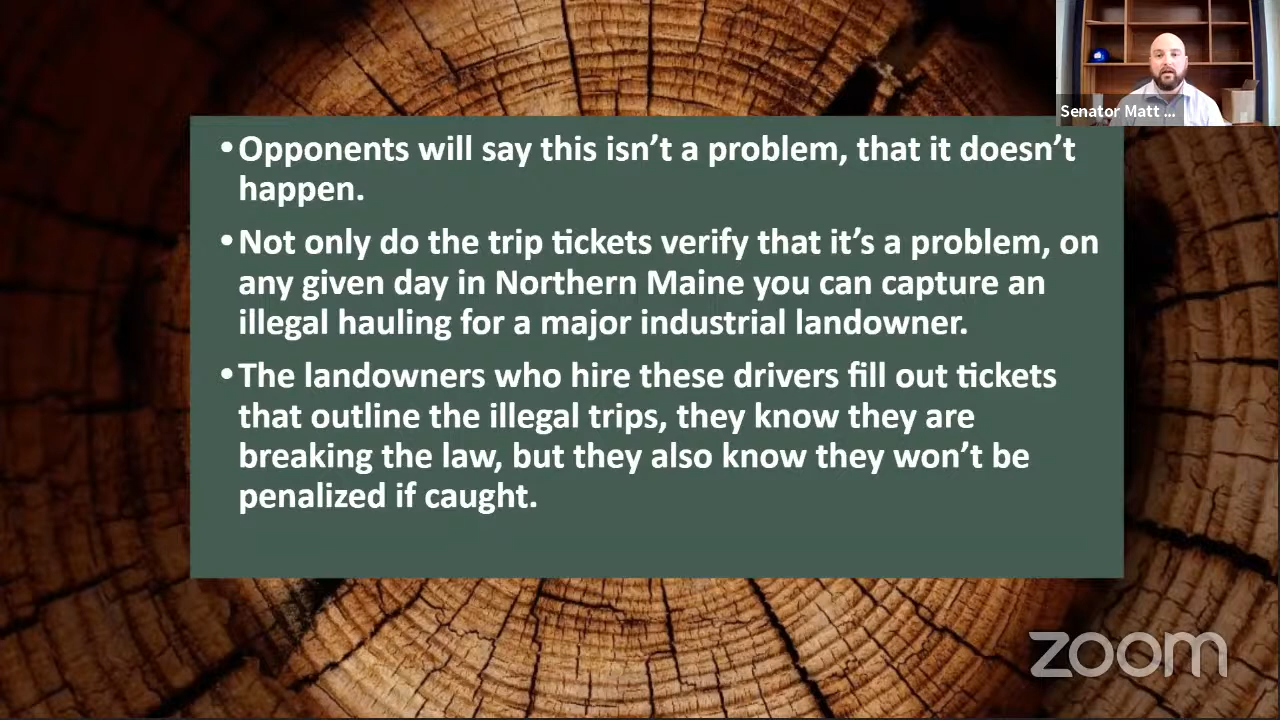 Senator Matt ...
• Opponents will say this isn't a problem, that it doesn't
happen.
• Not only do the trip tickets verify that it's a problem, on
any given day in Northern Maine you can capture an
illegal hauling for a major industrial landowner.
• The landowners who hire these drivers fill out tickets
that outline the illegal trips, they know they are
breaking the law, but they also know they won't be
penalized if caught.
zoom